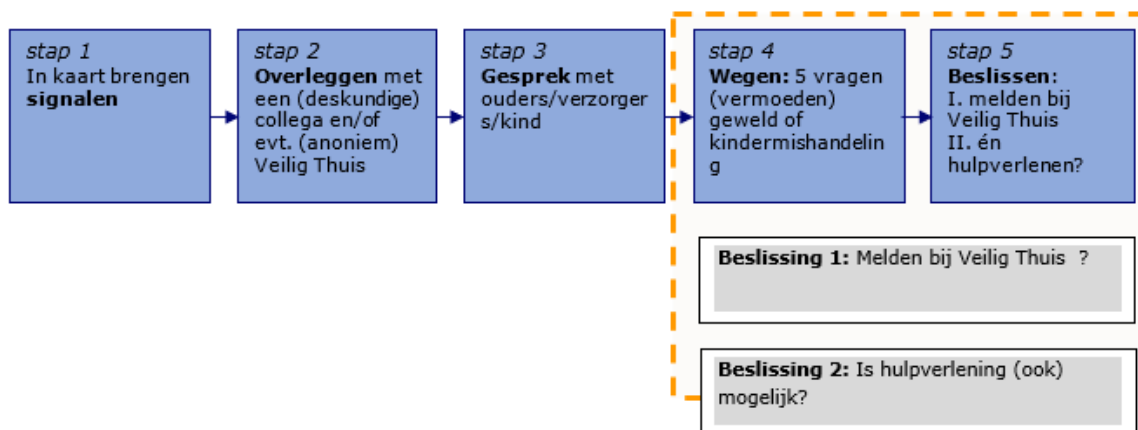 stap 1
In kaart brengen
signalen
stap 2
Overleggen met
een (deskundige)
collega en/of
evt. (anoniem)
Veilig Thuis
stap 3
Gesprek met
ouders/verzorger
s/kind
stap 4
Wegen: 5 vragen
(vermoeden)
geweld of
kindermishandelin
g
stap 5
Beslissen:
I. melden bij
Veilig Thuis
II. én
hulpverlenen?
Beslissing 1: Melden bij Veilig Thuis ?
Beslissing 2: Is hulpverlening (ook)
mogelijk?